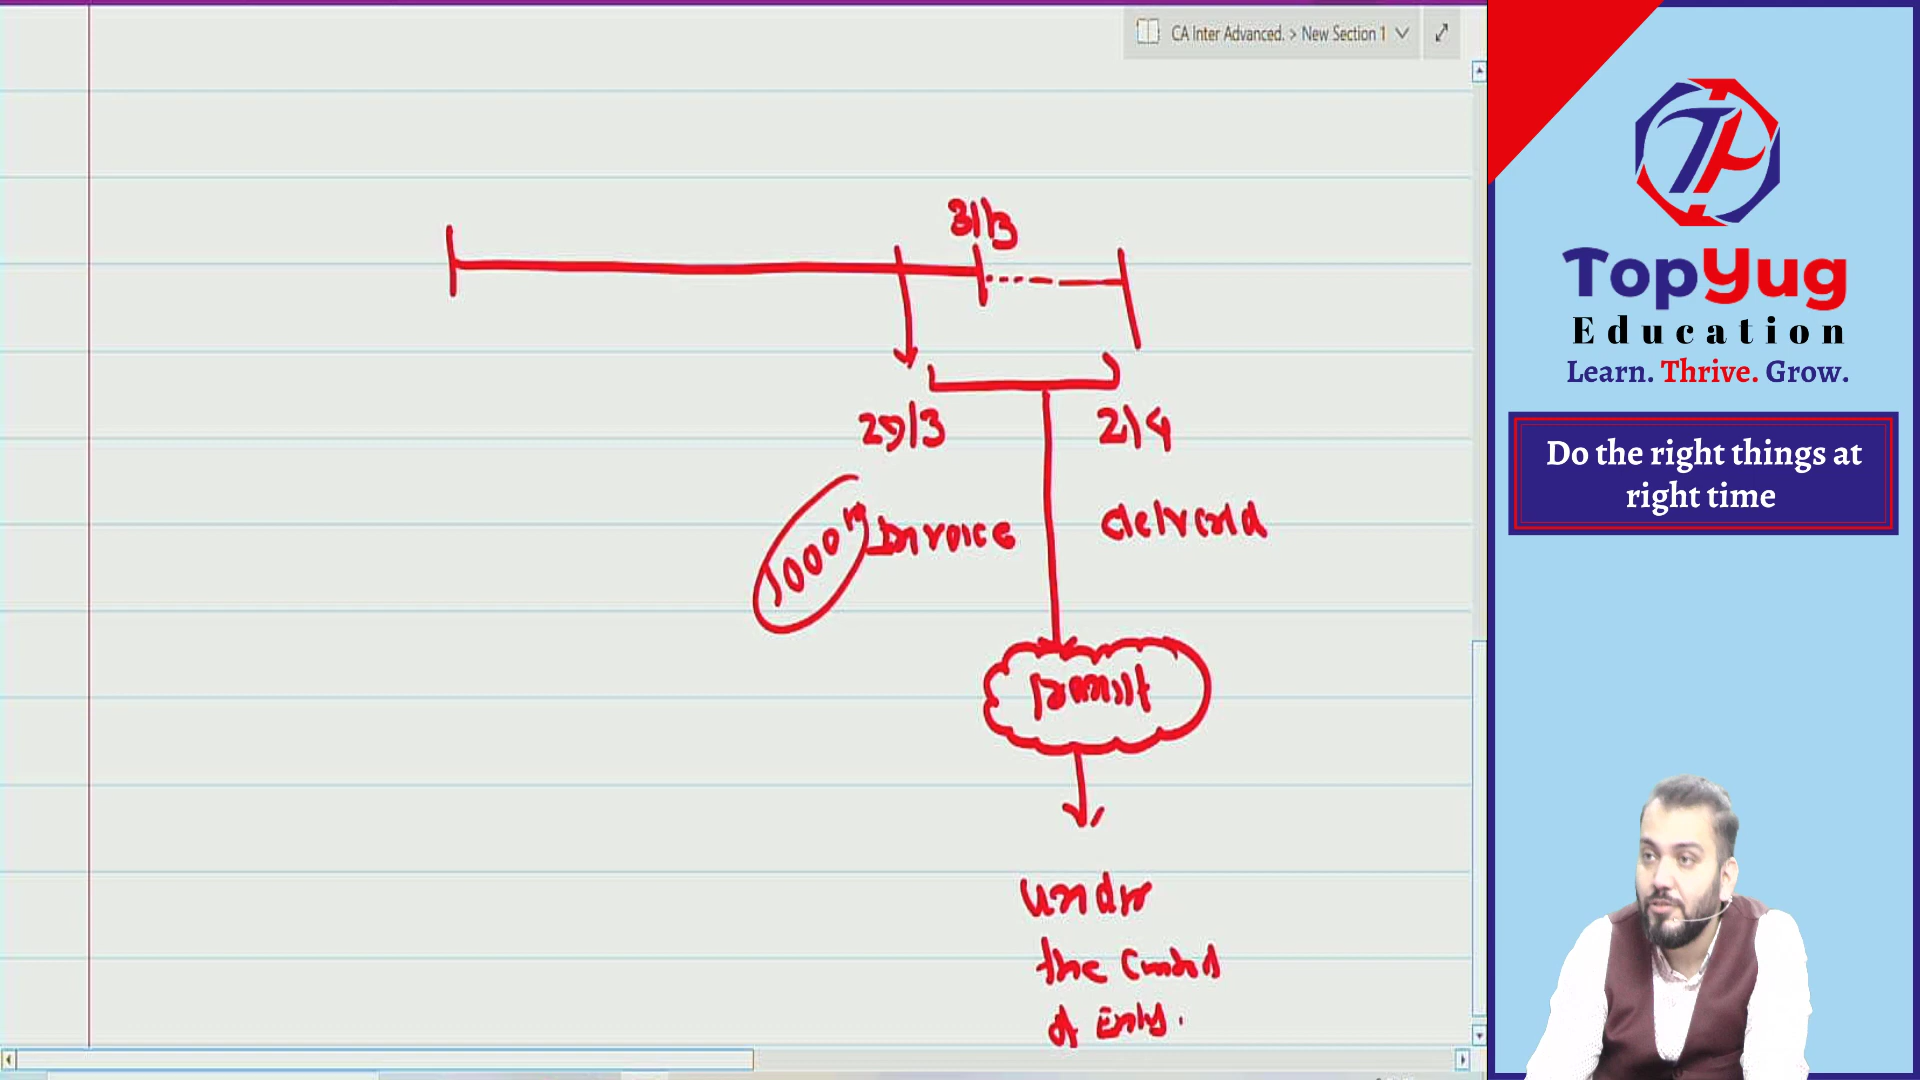 CA Inter Advanced. > New Section 1
31/3
29/3
2/4
1000
Invoice
delivered
transit
under
the Control
of Entity.
TopYug
Education
Learn. Thrive. Grow.
Do the right things at
right time